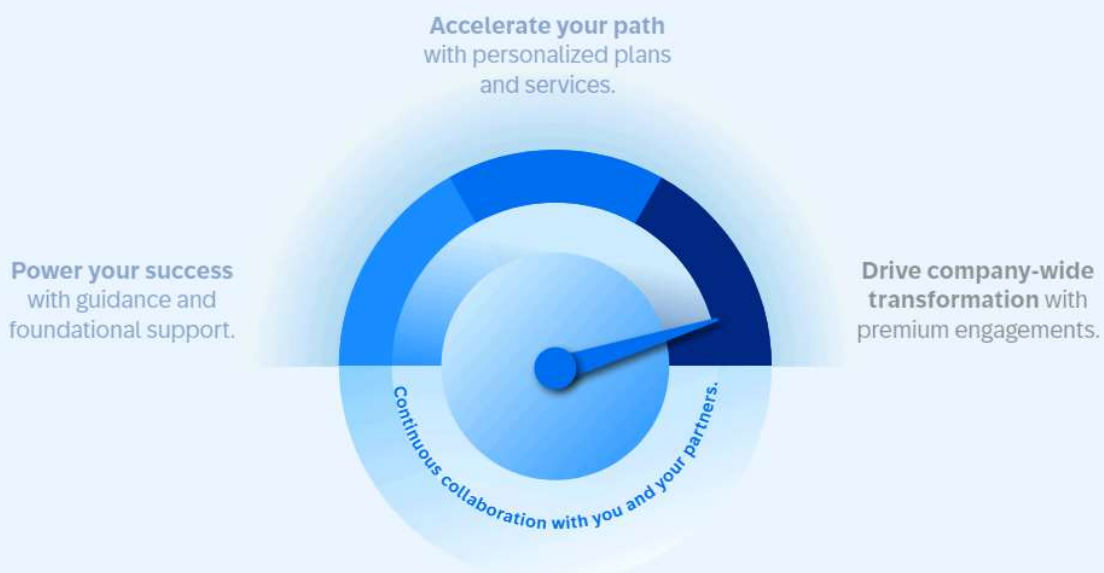 Accelerate your path
with personalized plans
and services.
Power your success
with guidance and
foundational support.
Drive company-wide
transformation with
premium engagements.
Continuous collaboration with you and your partners.